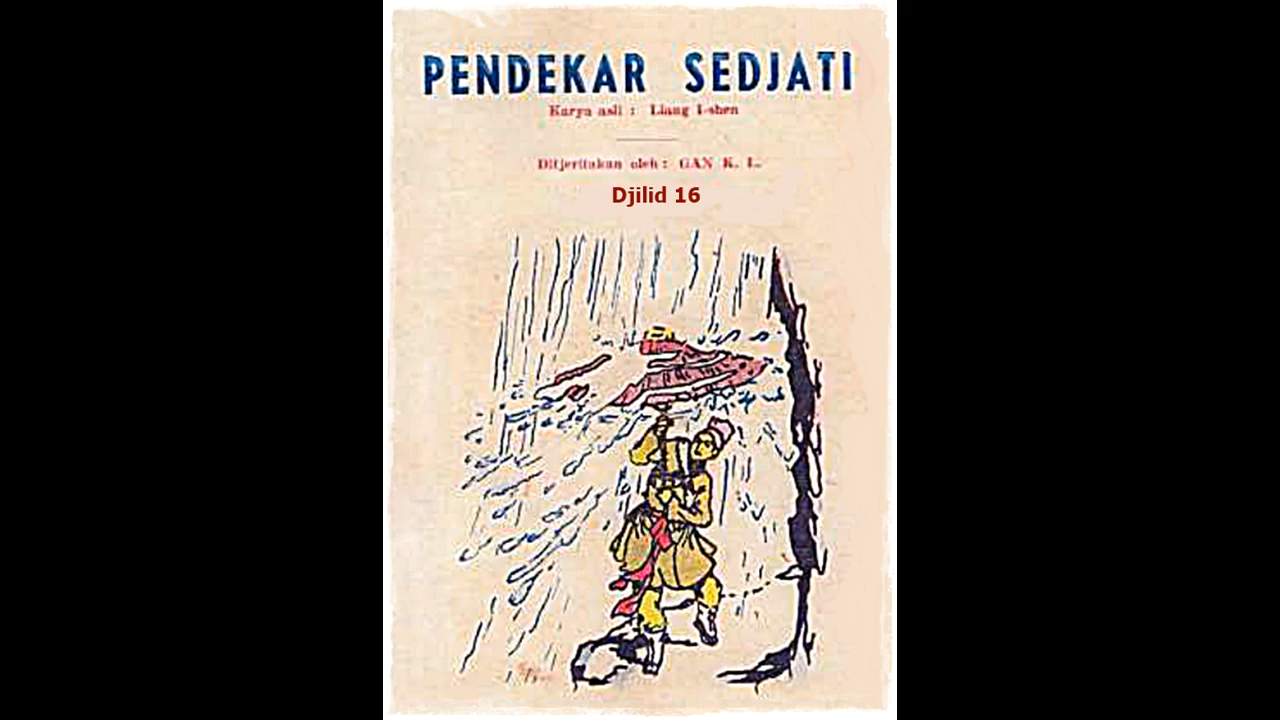 PENDEKAR SEDJATI
Karya asli : Liang I-shen
Ditjeritakan oleh : GAN K. L.
Djilid 16